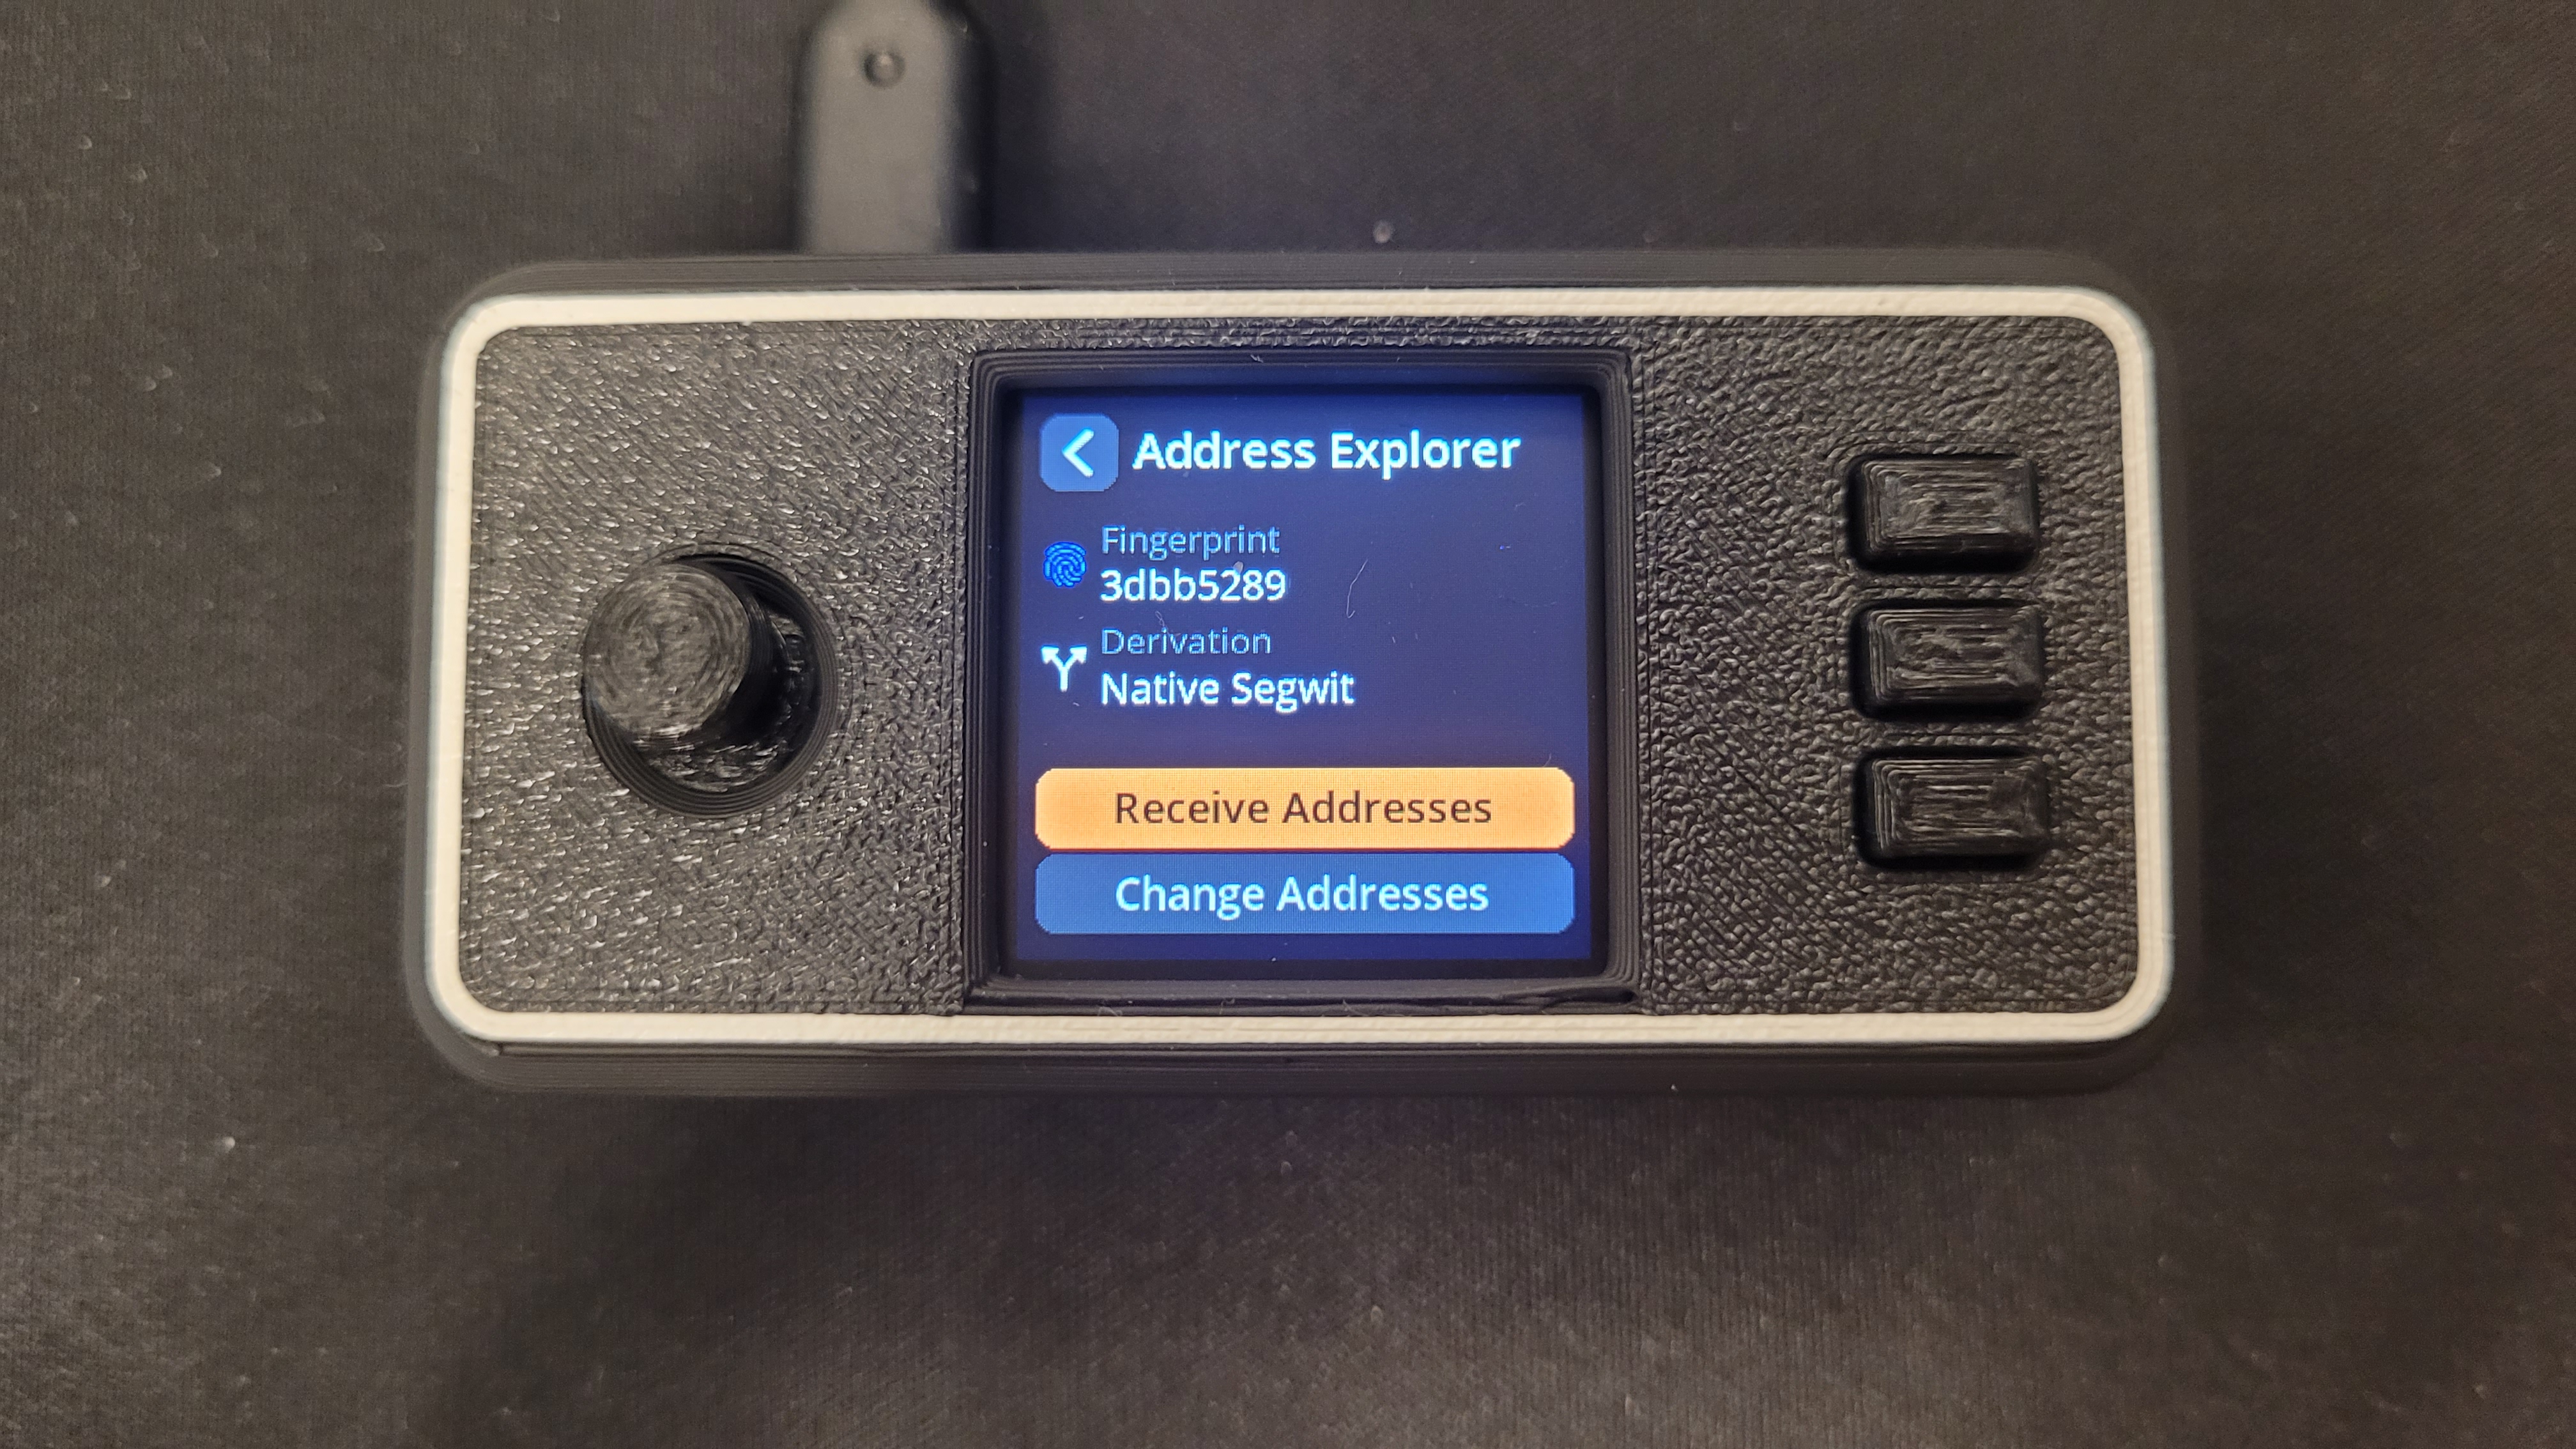 Address Explorer
Fingerprint
3dbb5289
Derivation
Native Segwit
Receive Addresses
Change Addresses